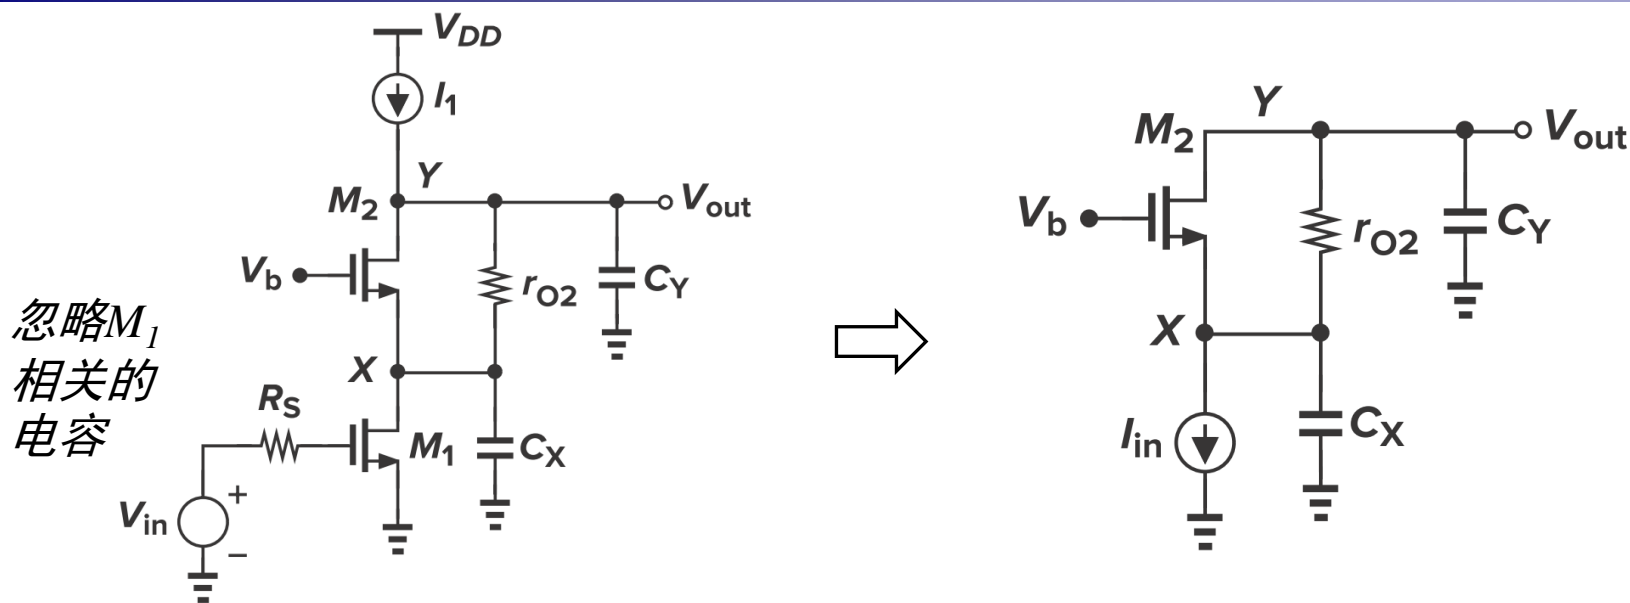 V_DD
I_1
Y
M_2
V_out
V_b
r_O2
C_Y
X
R_S
M_1
C_X
V_in
+
−
忽略M_1
相关的
电容
Y
M_2
V_out
V_b
r_O2
C_Y
X
I_in
C_X